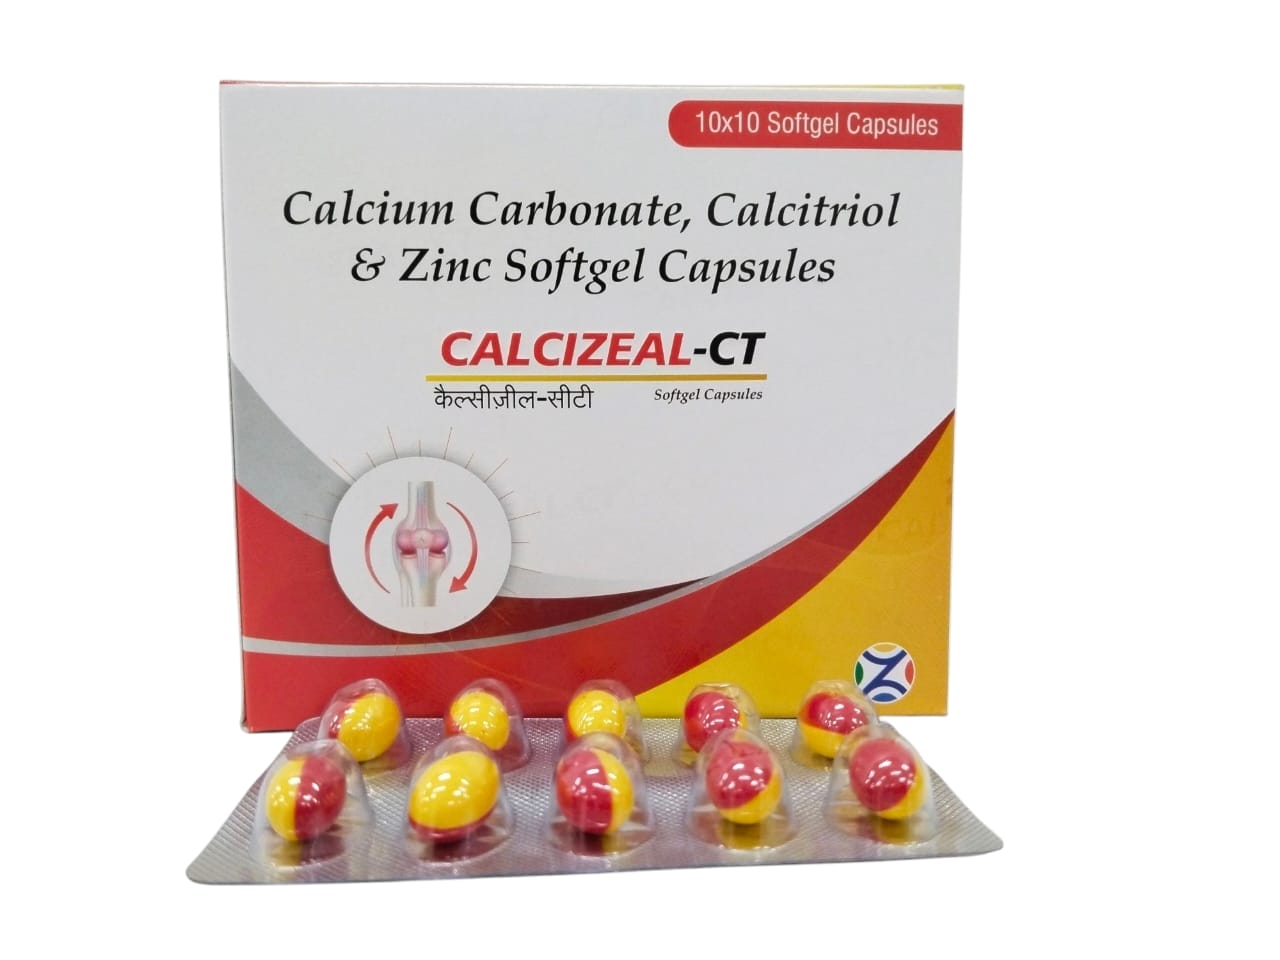 10x10 Softgel Capsules
Calcium Carbonate, Calcitriol
& Zinc Softgel Capsules
CALCIZEAL-CT
कैल्सीज़ील-सीटी Softgel Capsules